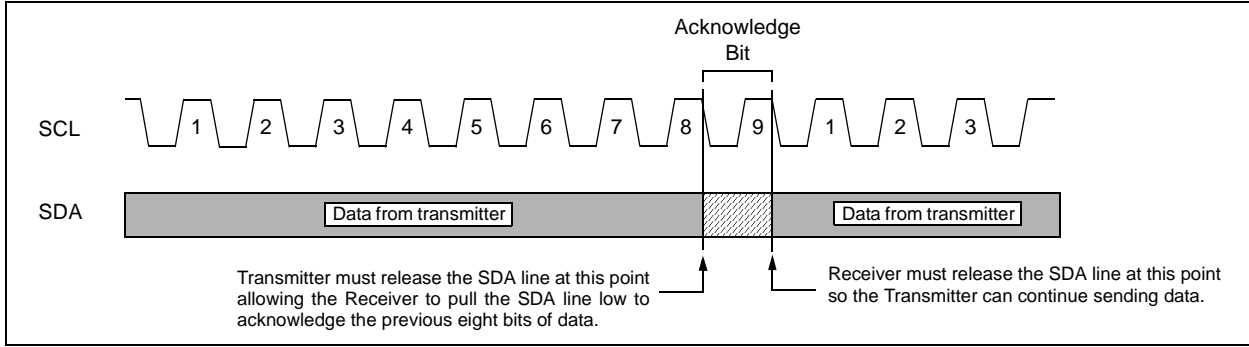 Acknowledge
Bit
SCL
1 2 3 4 5 6 7 8 9 1 2 3
SDA
Data from transmitter
Data from transmitter
Transmitter must release the SDA line at this point
allowing the Receiver to pull the SDA line low to
acknowledge the previous eight bits of data.
Receiver must release the SDA line at this point
so the Transmitter can continue sending data.